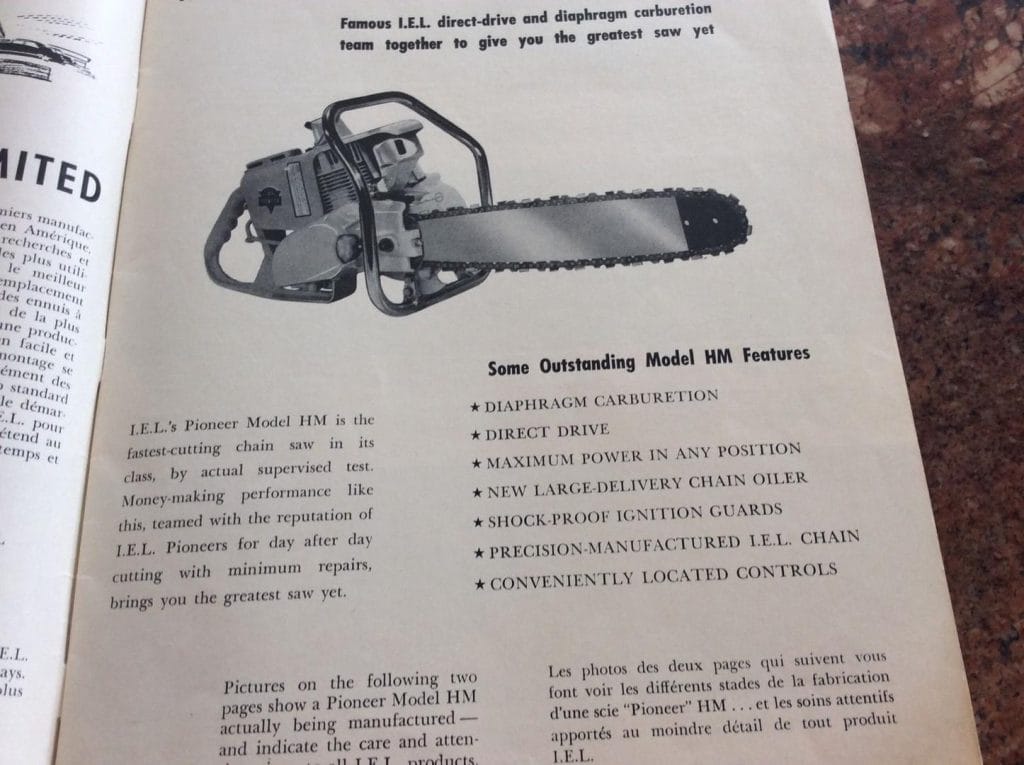 MITED
niers manufac-
en Amérique,
recherches et
les plus utili-
le meilleur
emplacement
des ennuis à
de la plus
une produc-
n facile et
montage se
ément des
standard
le démar-
E.L. pour
étend au
temps et
E.L.
ays.
plus
Famous I.E.L. direct-drive and diaphragm carburetion
team together to give you the greatest saw yet
Some Outstanding Model HM Features
★ DIAPHRAGM CARBURETION
★ DIRECT DRIVE
★ MAXIMUM POWER IN ANY POSITION
★ NEW LARGE-DELIVERY CHAIN OILER
★ SHOCK-PROOF IGNITION GUARDS
★ PRECISION-MANUFACTURED I.E.L. CHAIN
★ CONVENIENTLY LOCATED CONTROLS
I.E.L.'s Pioneer Model HM is the
fastest-cutting chain saw in its
class, by actual supervised test.
Money-making performance like
this, teamed with the reputation of
I.E.L. Pioneers for day after day
cutting with minimum repairs,
brings you the greatest saw yet.
Pictures on the following two
pages show a Pioneer Model HM
actually being manufactured —
and indicate the care and atten-
all I.E.L. products.
Les photos des deux pages qui suivent vous
font voir les différents stades de la fabrication
d'une scie "Pioneer" HM ... et les soins attentifs
apportés au moindre détail de tout produit
I.E.L.